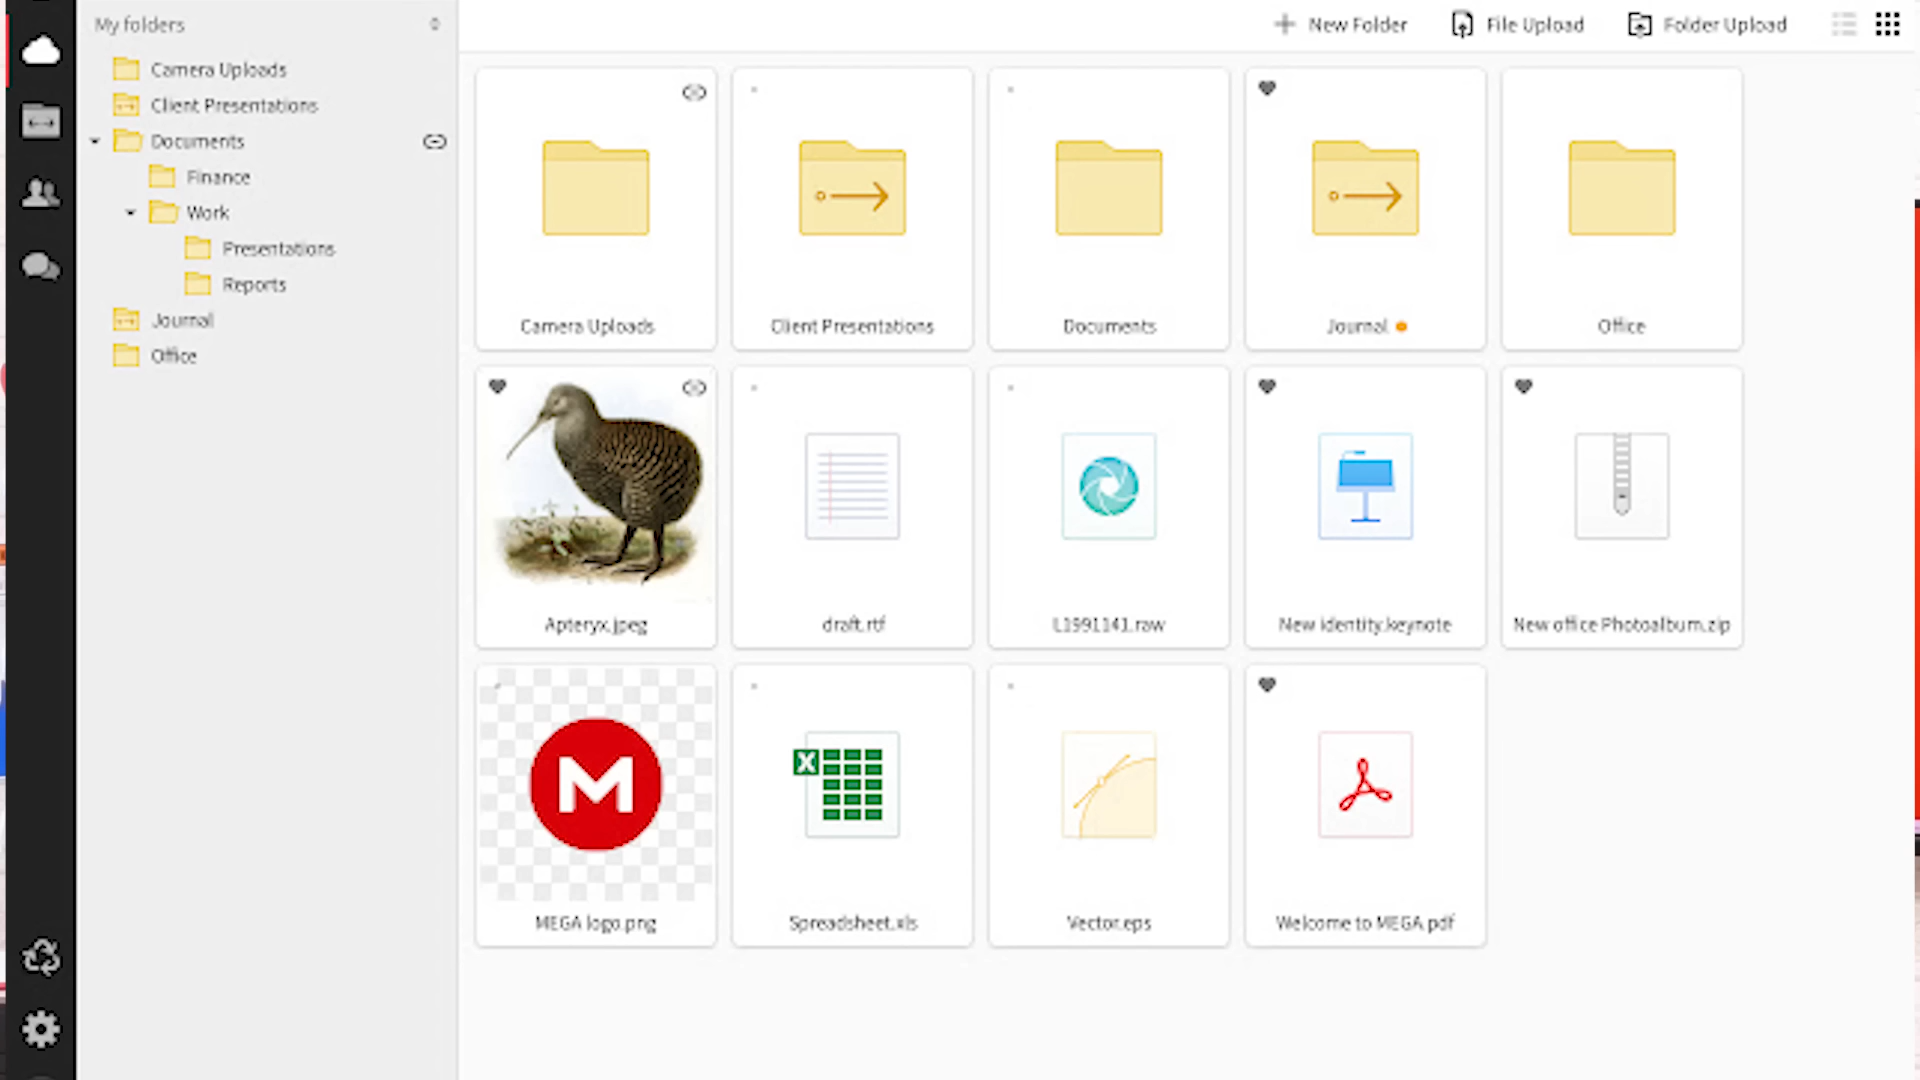 My folders
Camera Uploads
Client Presentations
Documents
Finance
Work
Presentations
Reports
Journal
Office
New Folder
File Upload
Folder Upload
Camera Uploads
Client Presentations
Documents
Journal
Office
Apteryx.jpeg
draft.rtf
L1991141.raw
New identity.keynote
New office Photoalbum.zip
M
MEGA logo.png
X
Spreadsheet.xls
Vector.eps
Welcome to MEGA.pdf